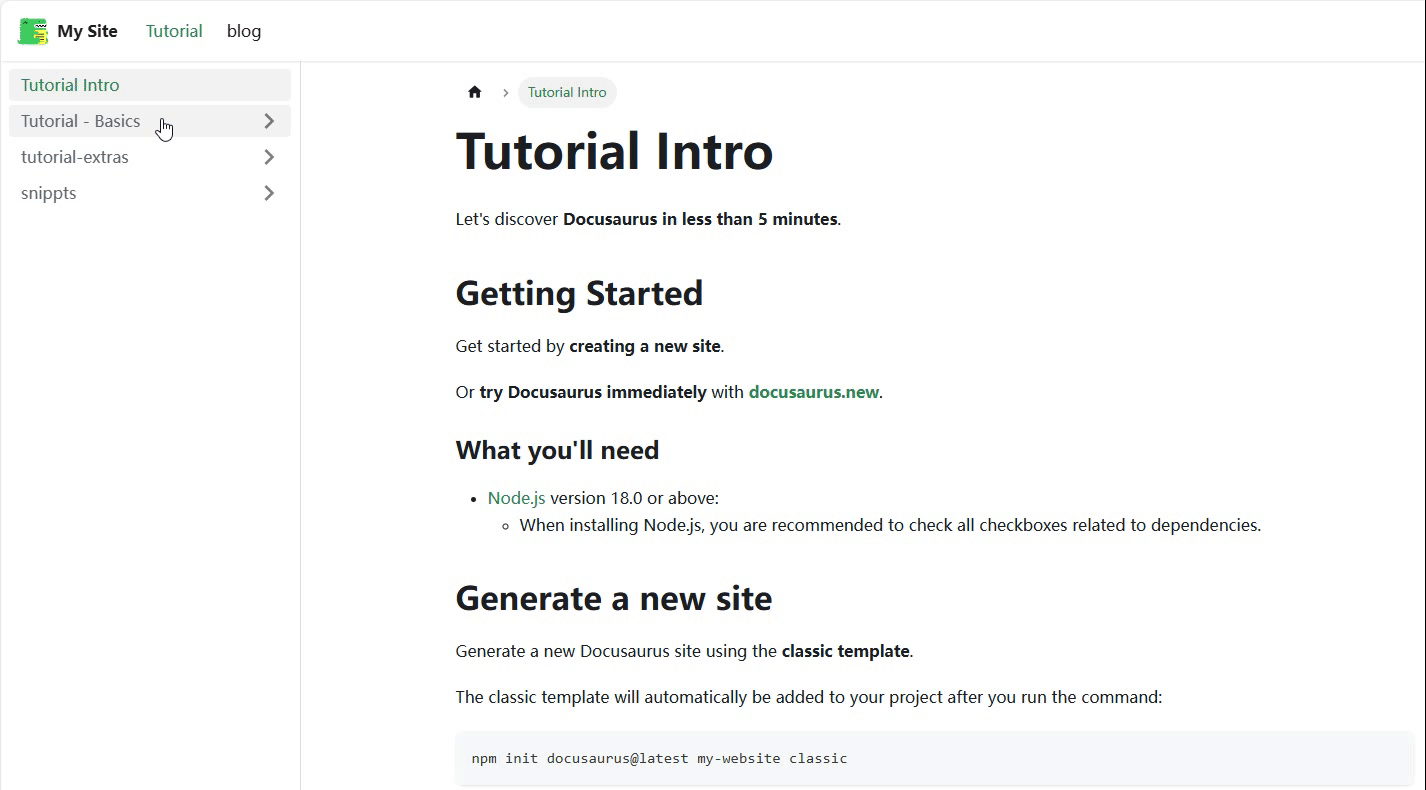 My Site Tutorial blog
Tutorial Intro
Tutorial - Basics
tutorial-extras
snippts
Tutorial Intro
Tutorial Intro
Let's discover Docusaurus in less than 5 minutes.
Getting Started
Get started by creating a new site.
Or try Docusaurus immediately with docusaurus.new.
What you'll need
Node.js version 18.0 or above:
When installing Node.js, you are recommended to check all checkboxes related to dependencies.
Generate a new site
Generate a new Docusaurus site using the classic template.
The classic template will automatically be added to your project after you run the command:
npm init docusaurus@latest my-website classic